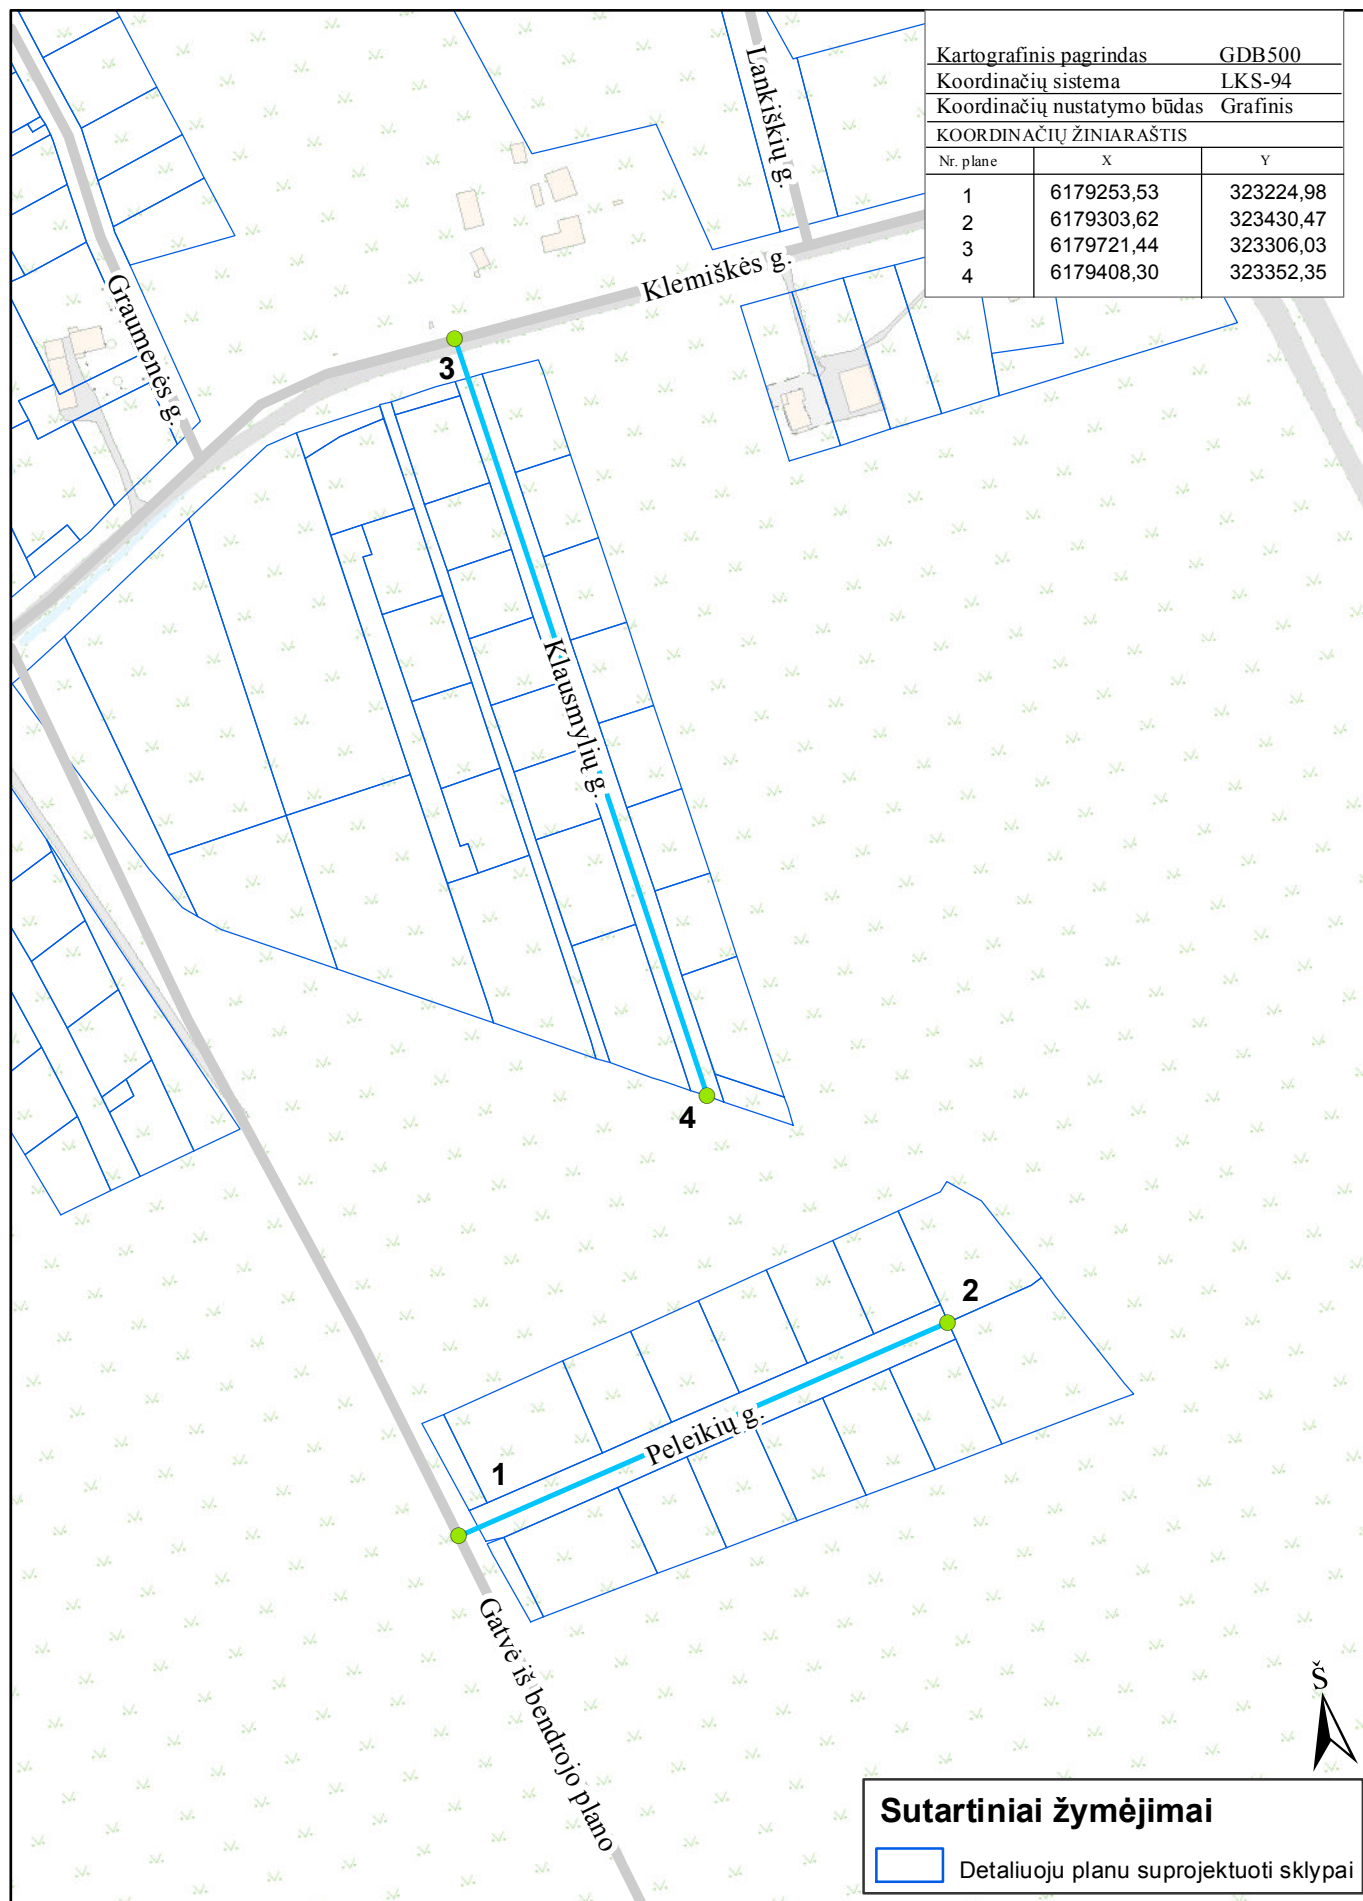 Kartografinis pagrindas GDB500
Koordinačių sistema LKS-94
Koordinačių nustatymo būdas Grafinis
KOORDINAČIŲ ŽINIARAŠTIS
Nr. plane X Y
1 6179253,53 323224,98
2 6179303,62 323430,47
3 6179721,44 323306,03
4 6179408,30 323352,35
Lankiškių g.
Klemiškės g.
Graumenės g.
3
Klausmylių g.
4
2
Peleikių g.
1
Gatvė iš bendrojo plano
Š
Sutartiniai žymėjimai
Detaliuoju planu suprojektuoti sklypai